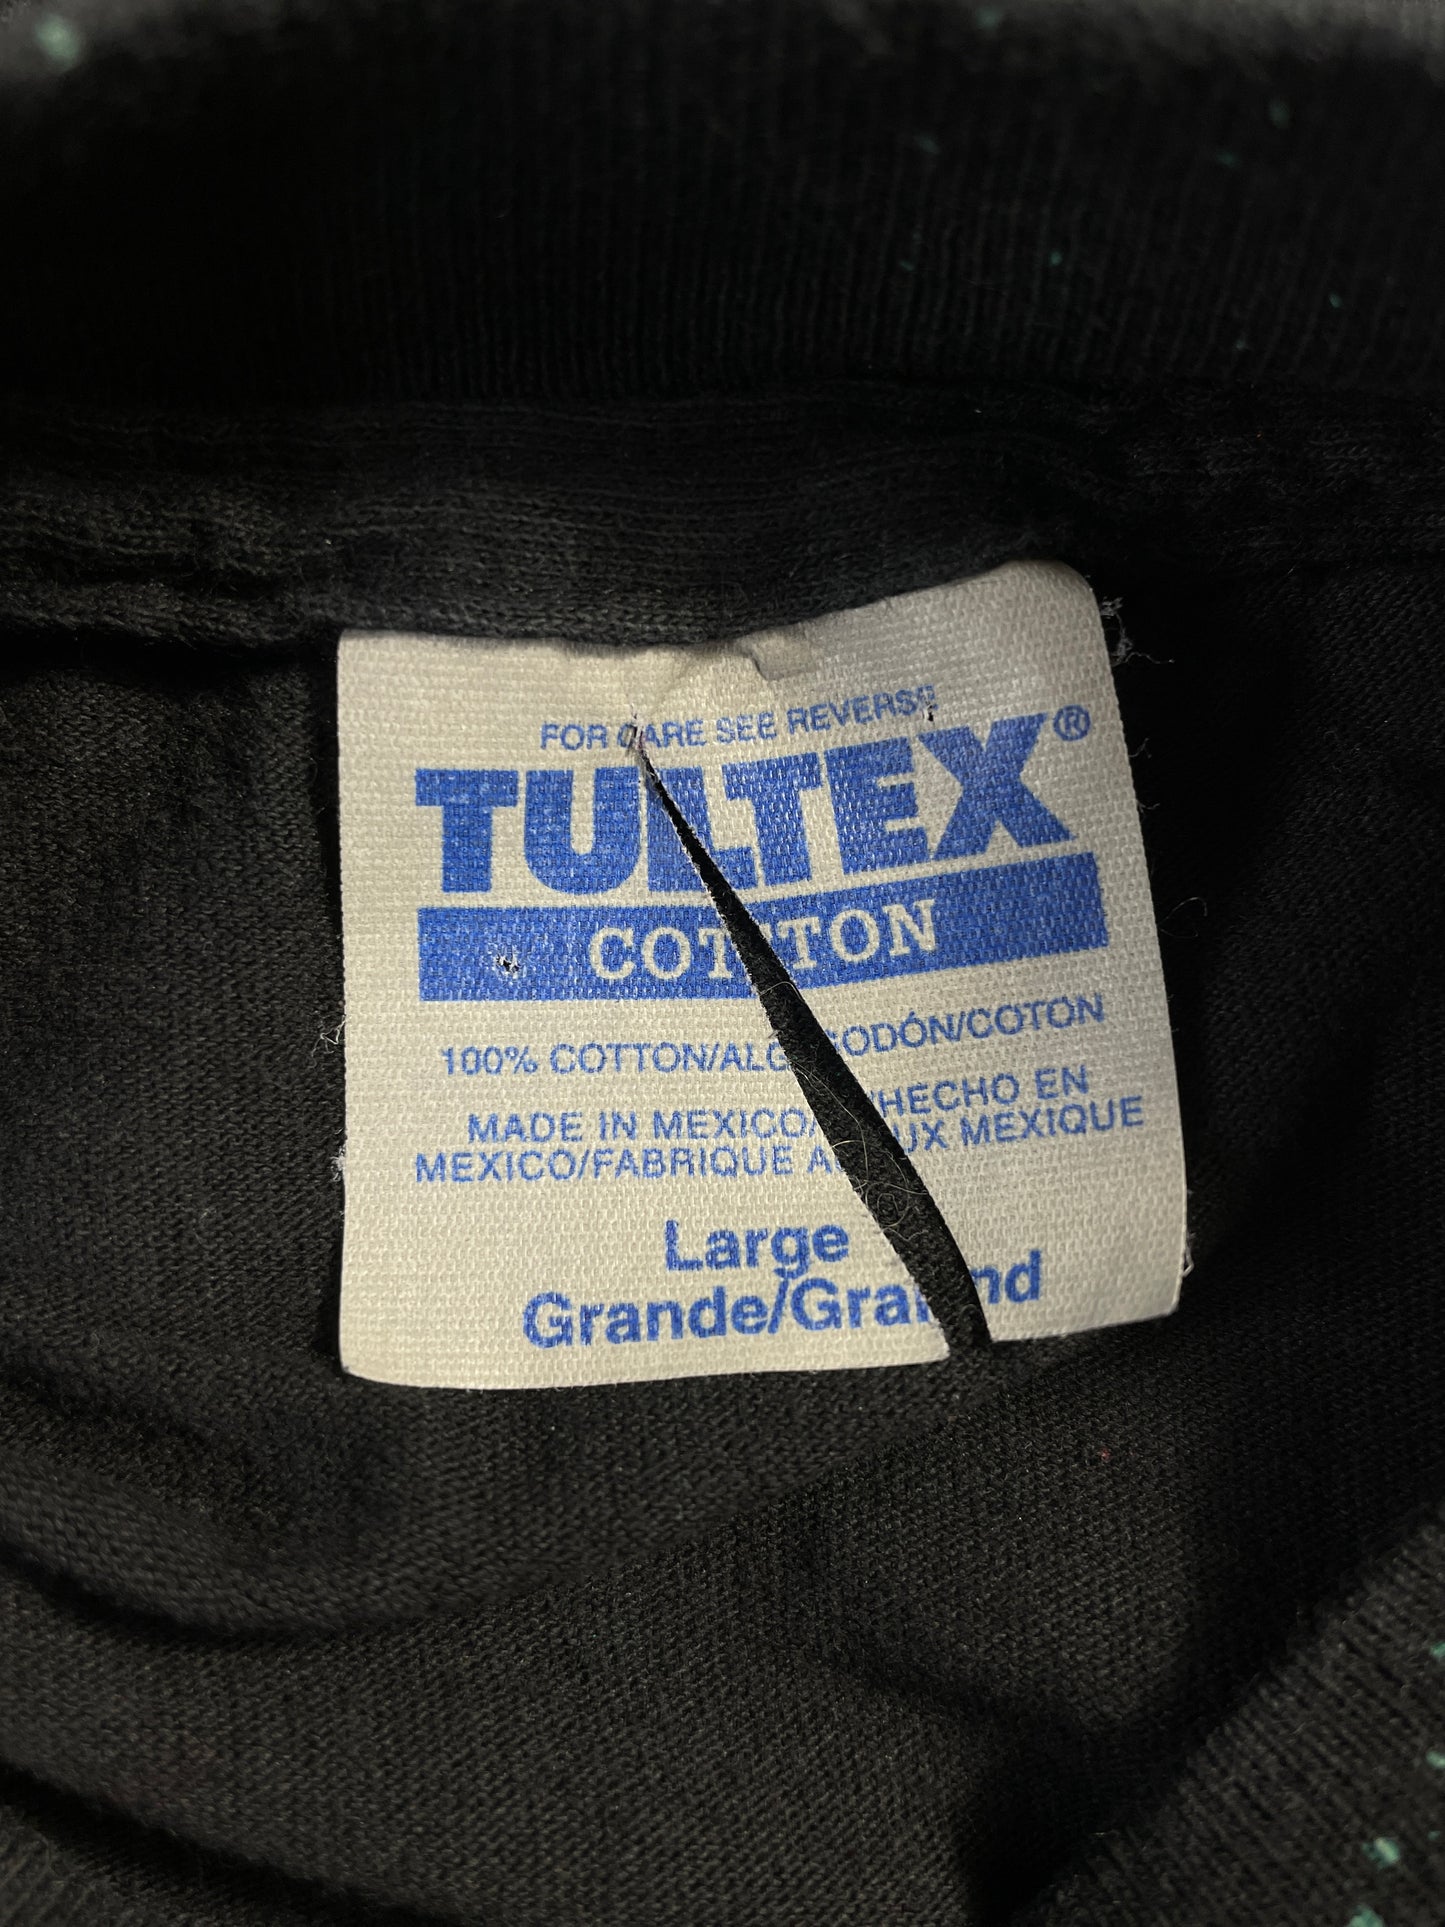 FOR CARE SEE REVERSE
TULTEX®
COTTON
100% COTTON/ALGODÓN/COTON
MADE IN MEXICO/HECHO EN
MEXICO/FABRIQUE AUX MEXIQUE
Large
Grande/Grand